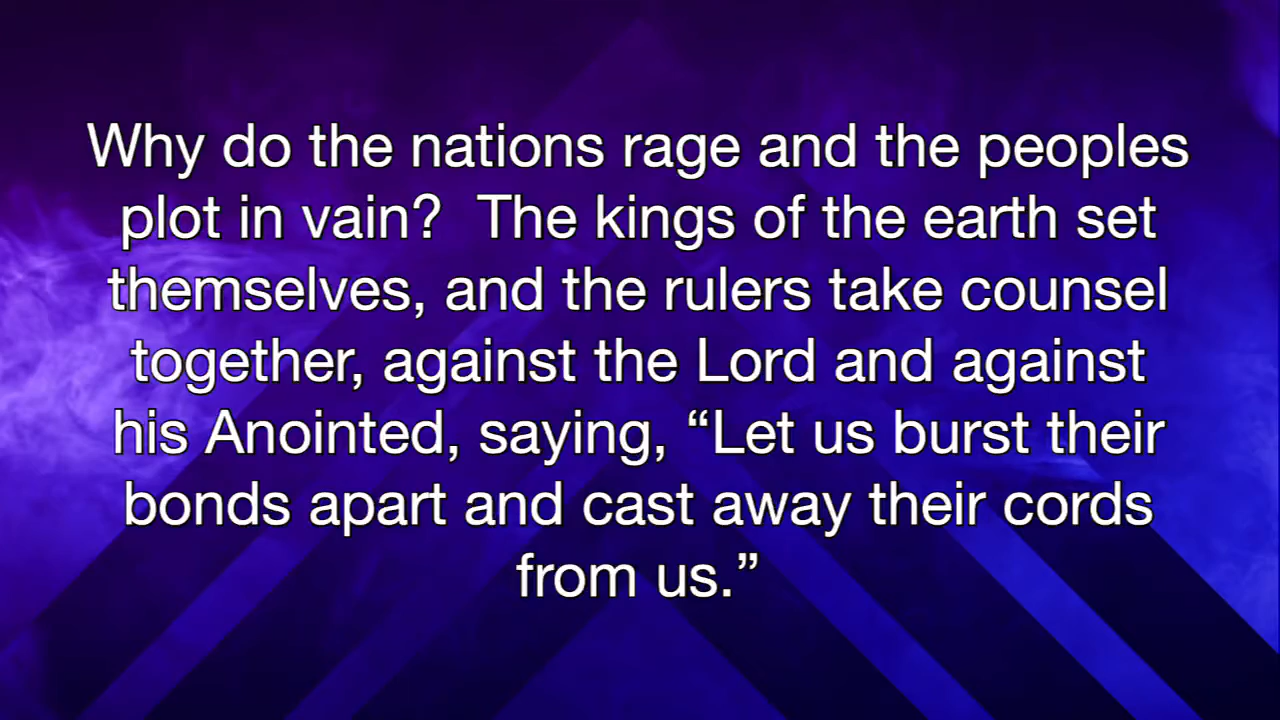 Why do the nations rage and the peoples
plot in vain?  The kings of the earth set
themselves, and the rulers take counsel
together, against the Lord and against
his Anointed, saying, “Let us burst their
bonds apart and cast away their cords
from us.”